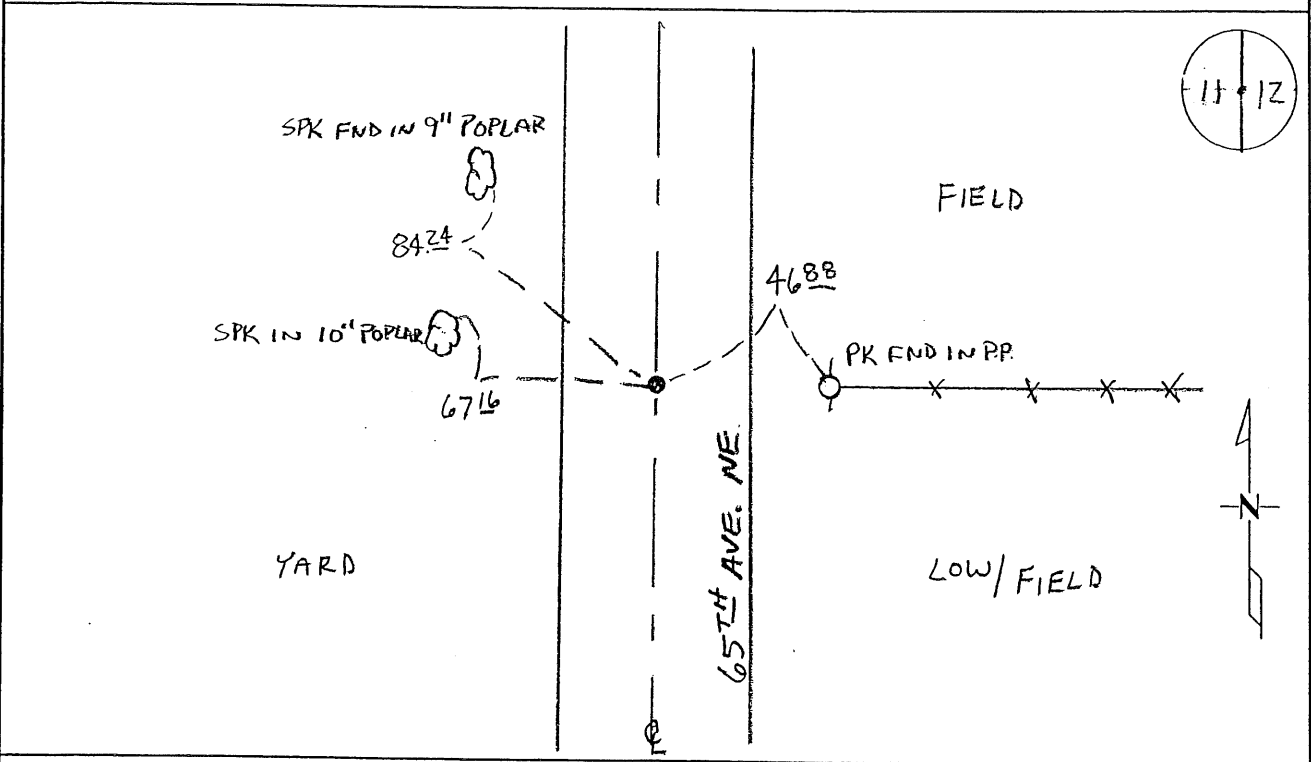 11 12
SPK FND IN 9" POPLAR
FIELD
84.24
46 88
SPK IN 10" POPLAR
PK FND IN P.P.
67 16
65TH AVE. NE
N
YARD
LOW/FIELD
℄